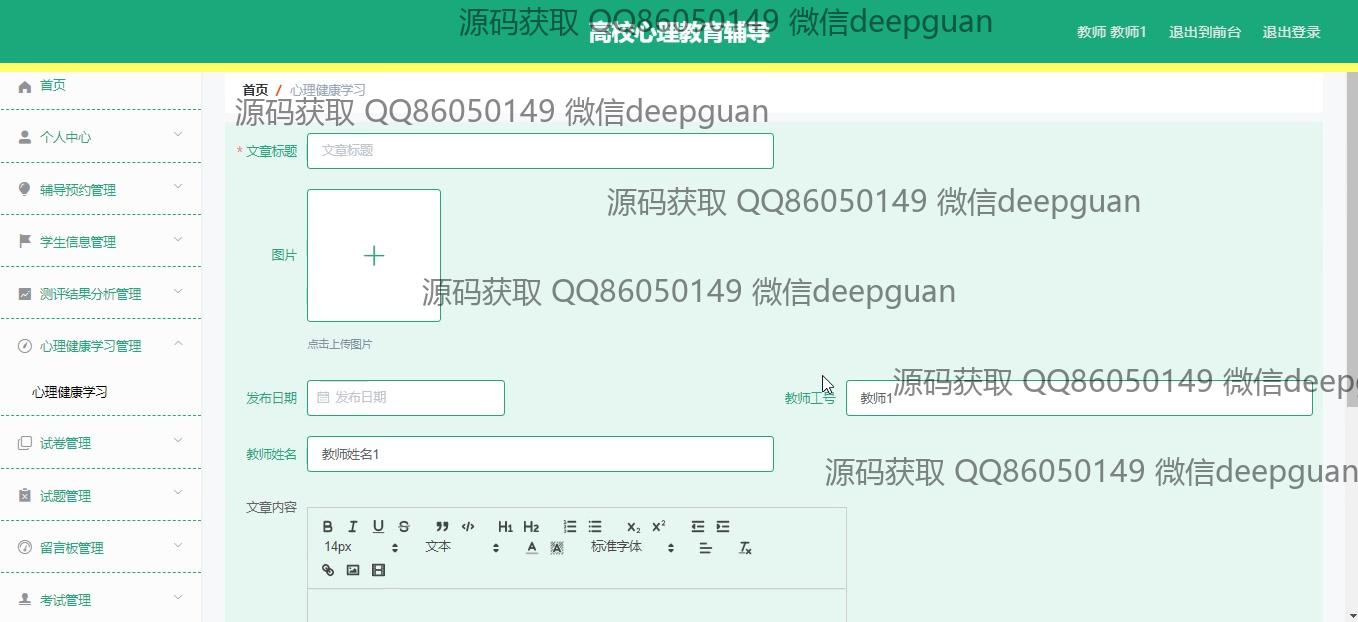 源码获取 QQ86050149 微信deepguan
高校心理教育辅导
教师 教师1 退出到前台 退出登录
首页
首页 / 心理健康学习
源码获取 QQ86050149 微信deepguan
个人中心
* 文章标题 文章标题
辅导预约管理
源码获取 QQ86050149 微信deepguan
学生信息管理
图片
测评结果分析管理
源码获取 QQ86050149 微信deepguan
心理健康学习管理
点击上传图片
心理健康学习
发布日期 发布日期
教师工号 教师1
源码获取 QQ86050149 微信deep
试卷管理
教师姓名 教师姓名1
源码获取 QQ86050149 微信deepguan
试题管理
文章内容
B I U S ” </> H1 H2 X2 X2
14px 文本 A A 标准字体 Tx
留言板管理
考试管理